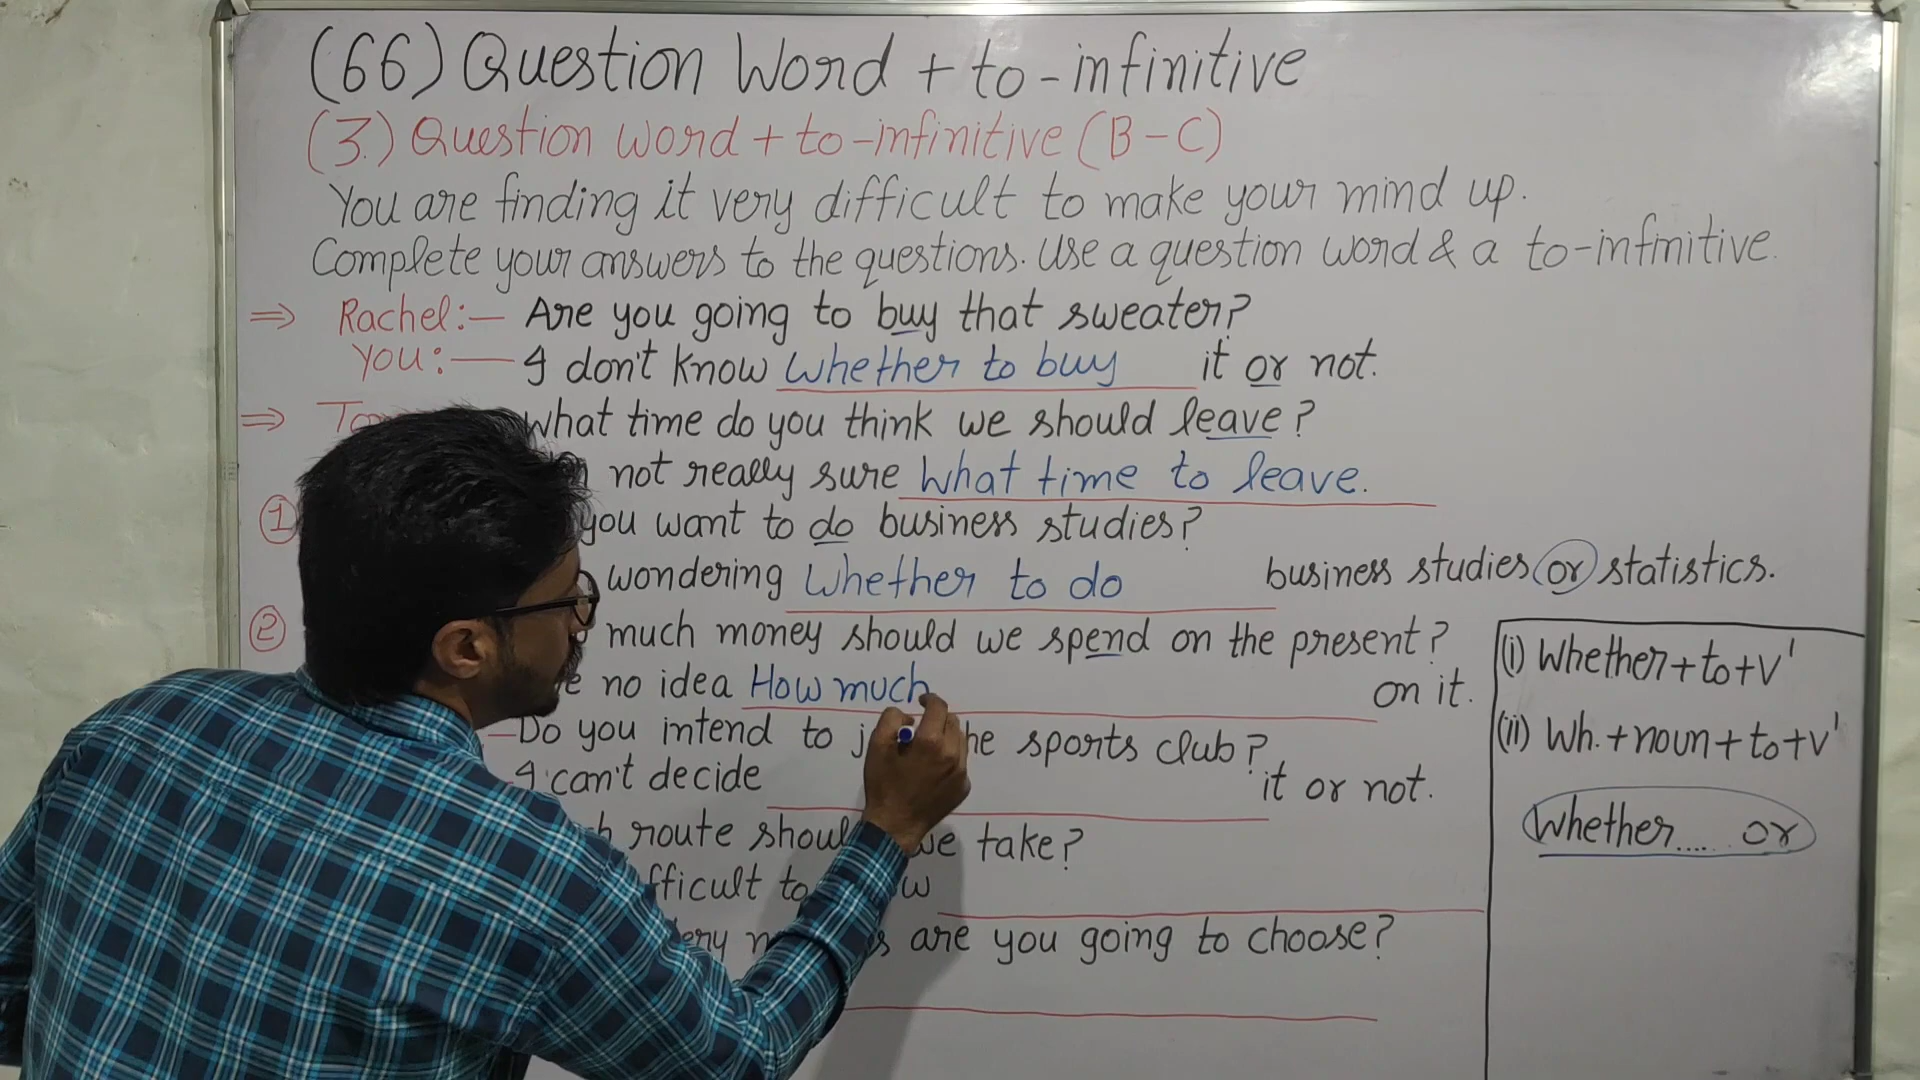 (66) Question Word + to-infinitive
(3.) Question word + to-infinitive (B-C)
You are finding it very difficult to make your mind up.
Complete your answers to the questions. Use a question word & a to-infinitive.
⇒ Rachel:— Are you going to buy that sweater?
You:— I don't know Whether to buy it or not.
⇒ what time do you think we should leave?
not really sure What time to leave.
① you want to do business studies?
wondering Whether to do business studies or statistics.
② much money should we spend on the present?
no idea How much on it.
—Do you intend to the sports club?
I can't decide it or not.
route should we take?
to
are you going to choose?
(i) Whether+to+V¹
(ii) Wh.+noun+to+V¹
Whether..... or